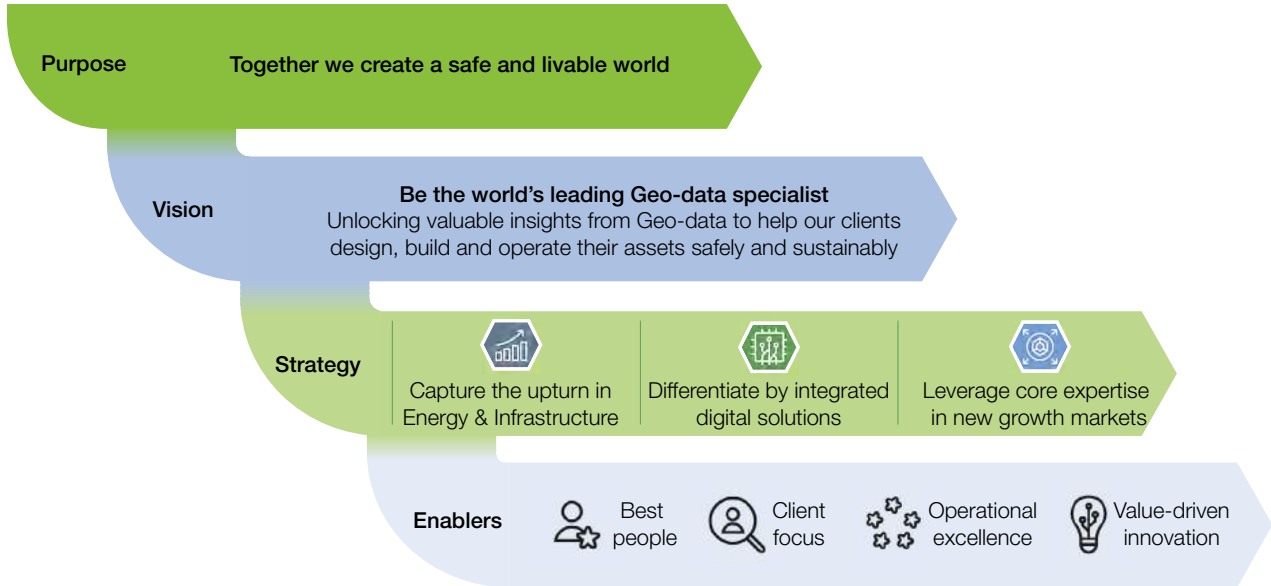 Purpose
Together we create a safe and livable world
Vision
Be the world's leading Geo-data specialist
Unlocking valuable insights from Geo-data to help our clients
design, build and operate their assets safely and sustainably
Strategy
Capture the upturn in
Energy & Infrastructure
Differentiate by integrated
digital solutions
Leverage core expertise
in new growth markets
Enablers
Best
people
Client
focus
Operational
excellence
Value-driven
innovation